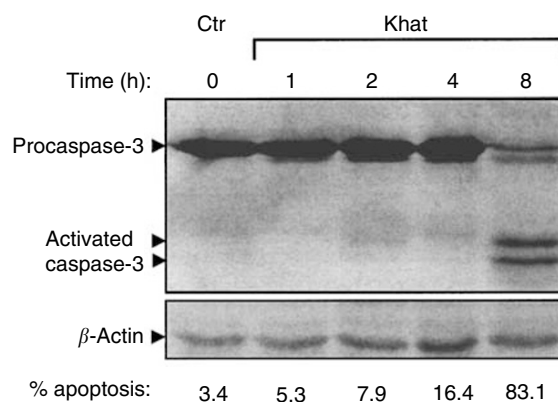 Ctr Khat
Time (h): 0 1 2 4 8
Procaspase-3
Activated
caspase-3
β-Actin
% apoptosis: 3.4 5.3 7.9 16.4 83.1